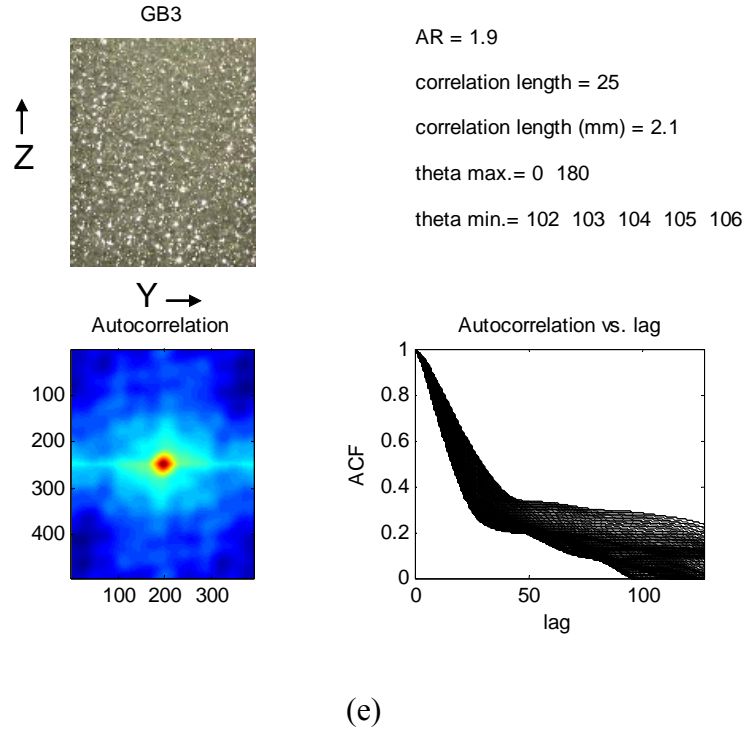 GB3
Z
Y
AR = 1.9
correlation length = 25
correlation length (mm) = 2.1
theta max.= 0 180
theta min.= 102 103 104 105 106
Autocorrelation
100
200
300
400
100 200 300
Autocorrelation vs. lag
ACF
1
0.8
0.6
0.4
0.2
0
0 50 100
lag
(e)